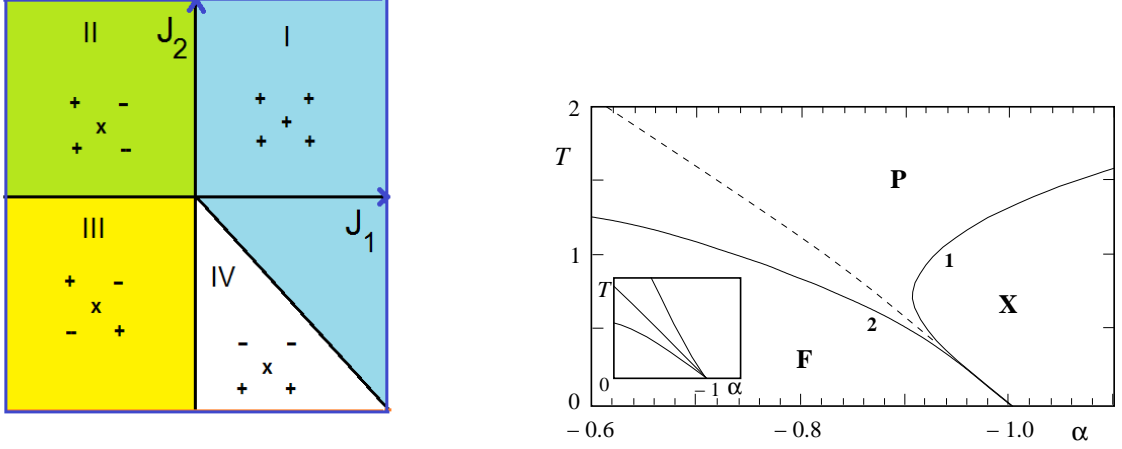 II
J2
I
+ −
x
+ −
+ +
+
+ +
III
J1
+ −
x
− +
IV
− −
x
+ +
2
T
P
1
1
2
X
F
T
0
− 1 α
0
− 0.6
− 0.8
− 1.0
α